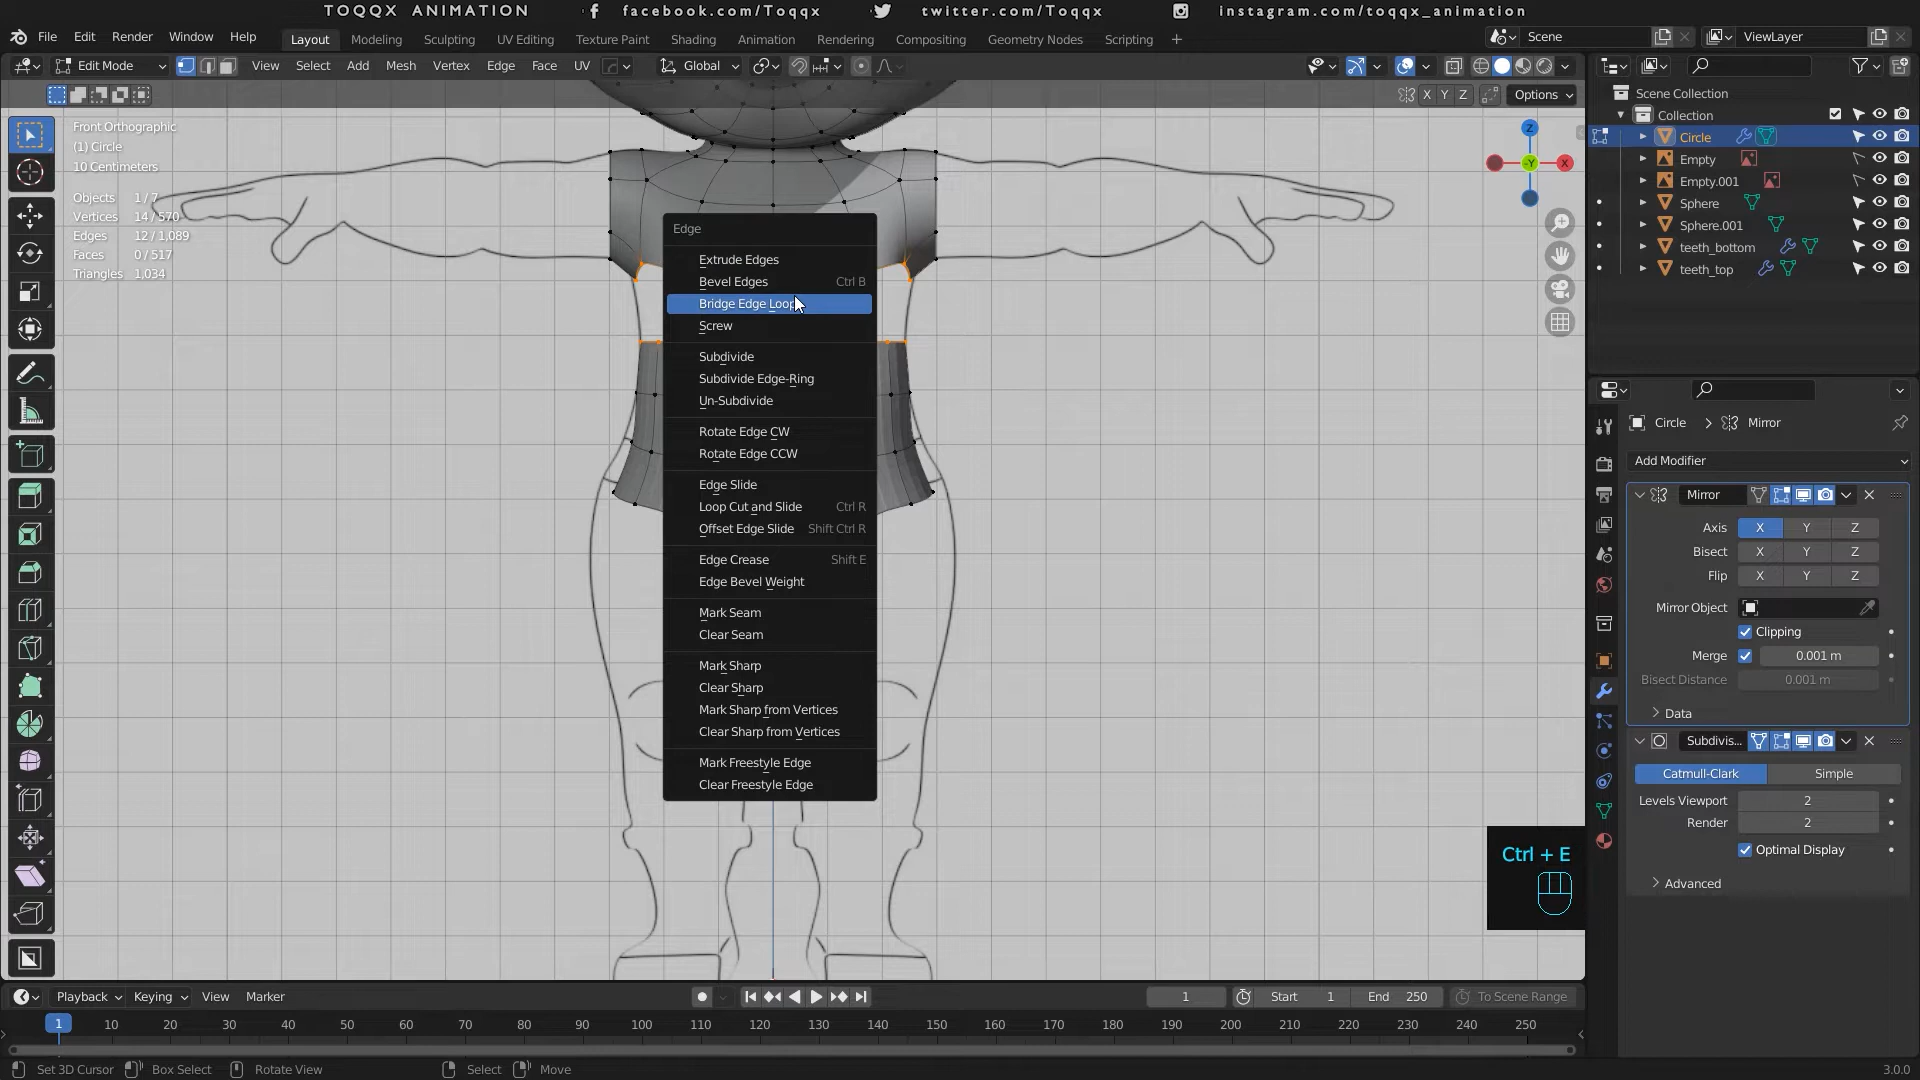 TOQQX ANIMATION facebook.com/Toqqx twitter.com/Toqqx instagram.com/toqqx_animation
File Edit Render Window Help Layout Modeling Sculpting UV Editing Texture Paint Shading Animation Rendering Compositing Geometry Nodes Scripting + Scene ViewLayer
Edit Mode View Select Add Mesh Vertex Edge Face UV Global
X Y Z Options
Front Orthographic
(1) Circle
10 Centimeters
Objects 1/7
Vertices 14/570
Edges 12/1,089
Faces 0/517
Triangles 1,034
Z
Y
X
Edge
Extrude Edges
Bevel Edges Ctrl B
Bridge Edge Loop
Screw
Subdivide
Subdivide Edge-Ring
Un-Subdivide
Rotate Edge CW
Rotate Edge CCW
Edge Slide
Loop Cut and Slide Ctrl R
Offset Edge Slide Shift Ctrl R
Edge Crease Shift E
Edge Bevel Weight
Mark Seam
Clear Seam
Mark Sharp
Clear Sharp
Mark Sharp from Vertices
Clear Sharp from Vertices
Mark Freestyle Edge
Clear Freestyle Edge
Ctrl + E
Scene Collection
Collection
Circle
Empty
Empty.001
Sphere
Sphere.001
teeth_bottom
teeth_top
Circle > Mirror
Add Modifier
Mirror
Axis X Y Z
Bisect X Y Z
Flip X Y Z
Mirror Object
Clipping
Merge 0.001 m
Bisect Distance 0.001 m
Data
Subdivis...
Catmull-Clark Simple
Levels Viewport 2
Render 2
Optimal Display
Advanced
Playback Keying View Marker 1 Start 1 End 250 To Scene Range
1 10 20 30 40 50 60 70 80 90 100 110 120 130 140 150 160 170 180 190 200 210 220 230 240 250
Set 3D Cursor Box Select Rotate View Select Move 3.0.0